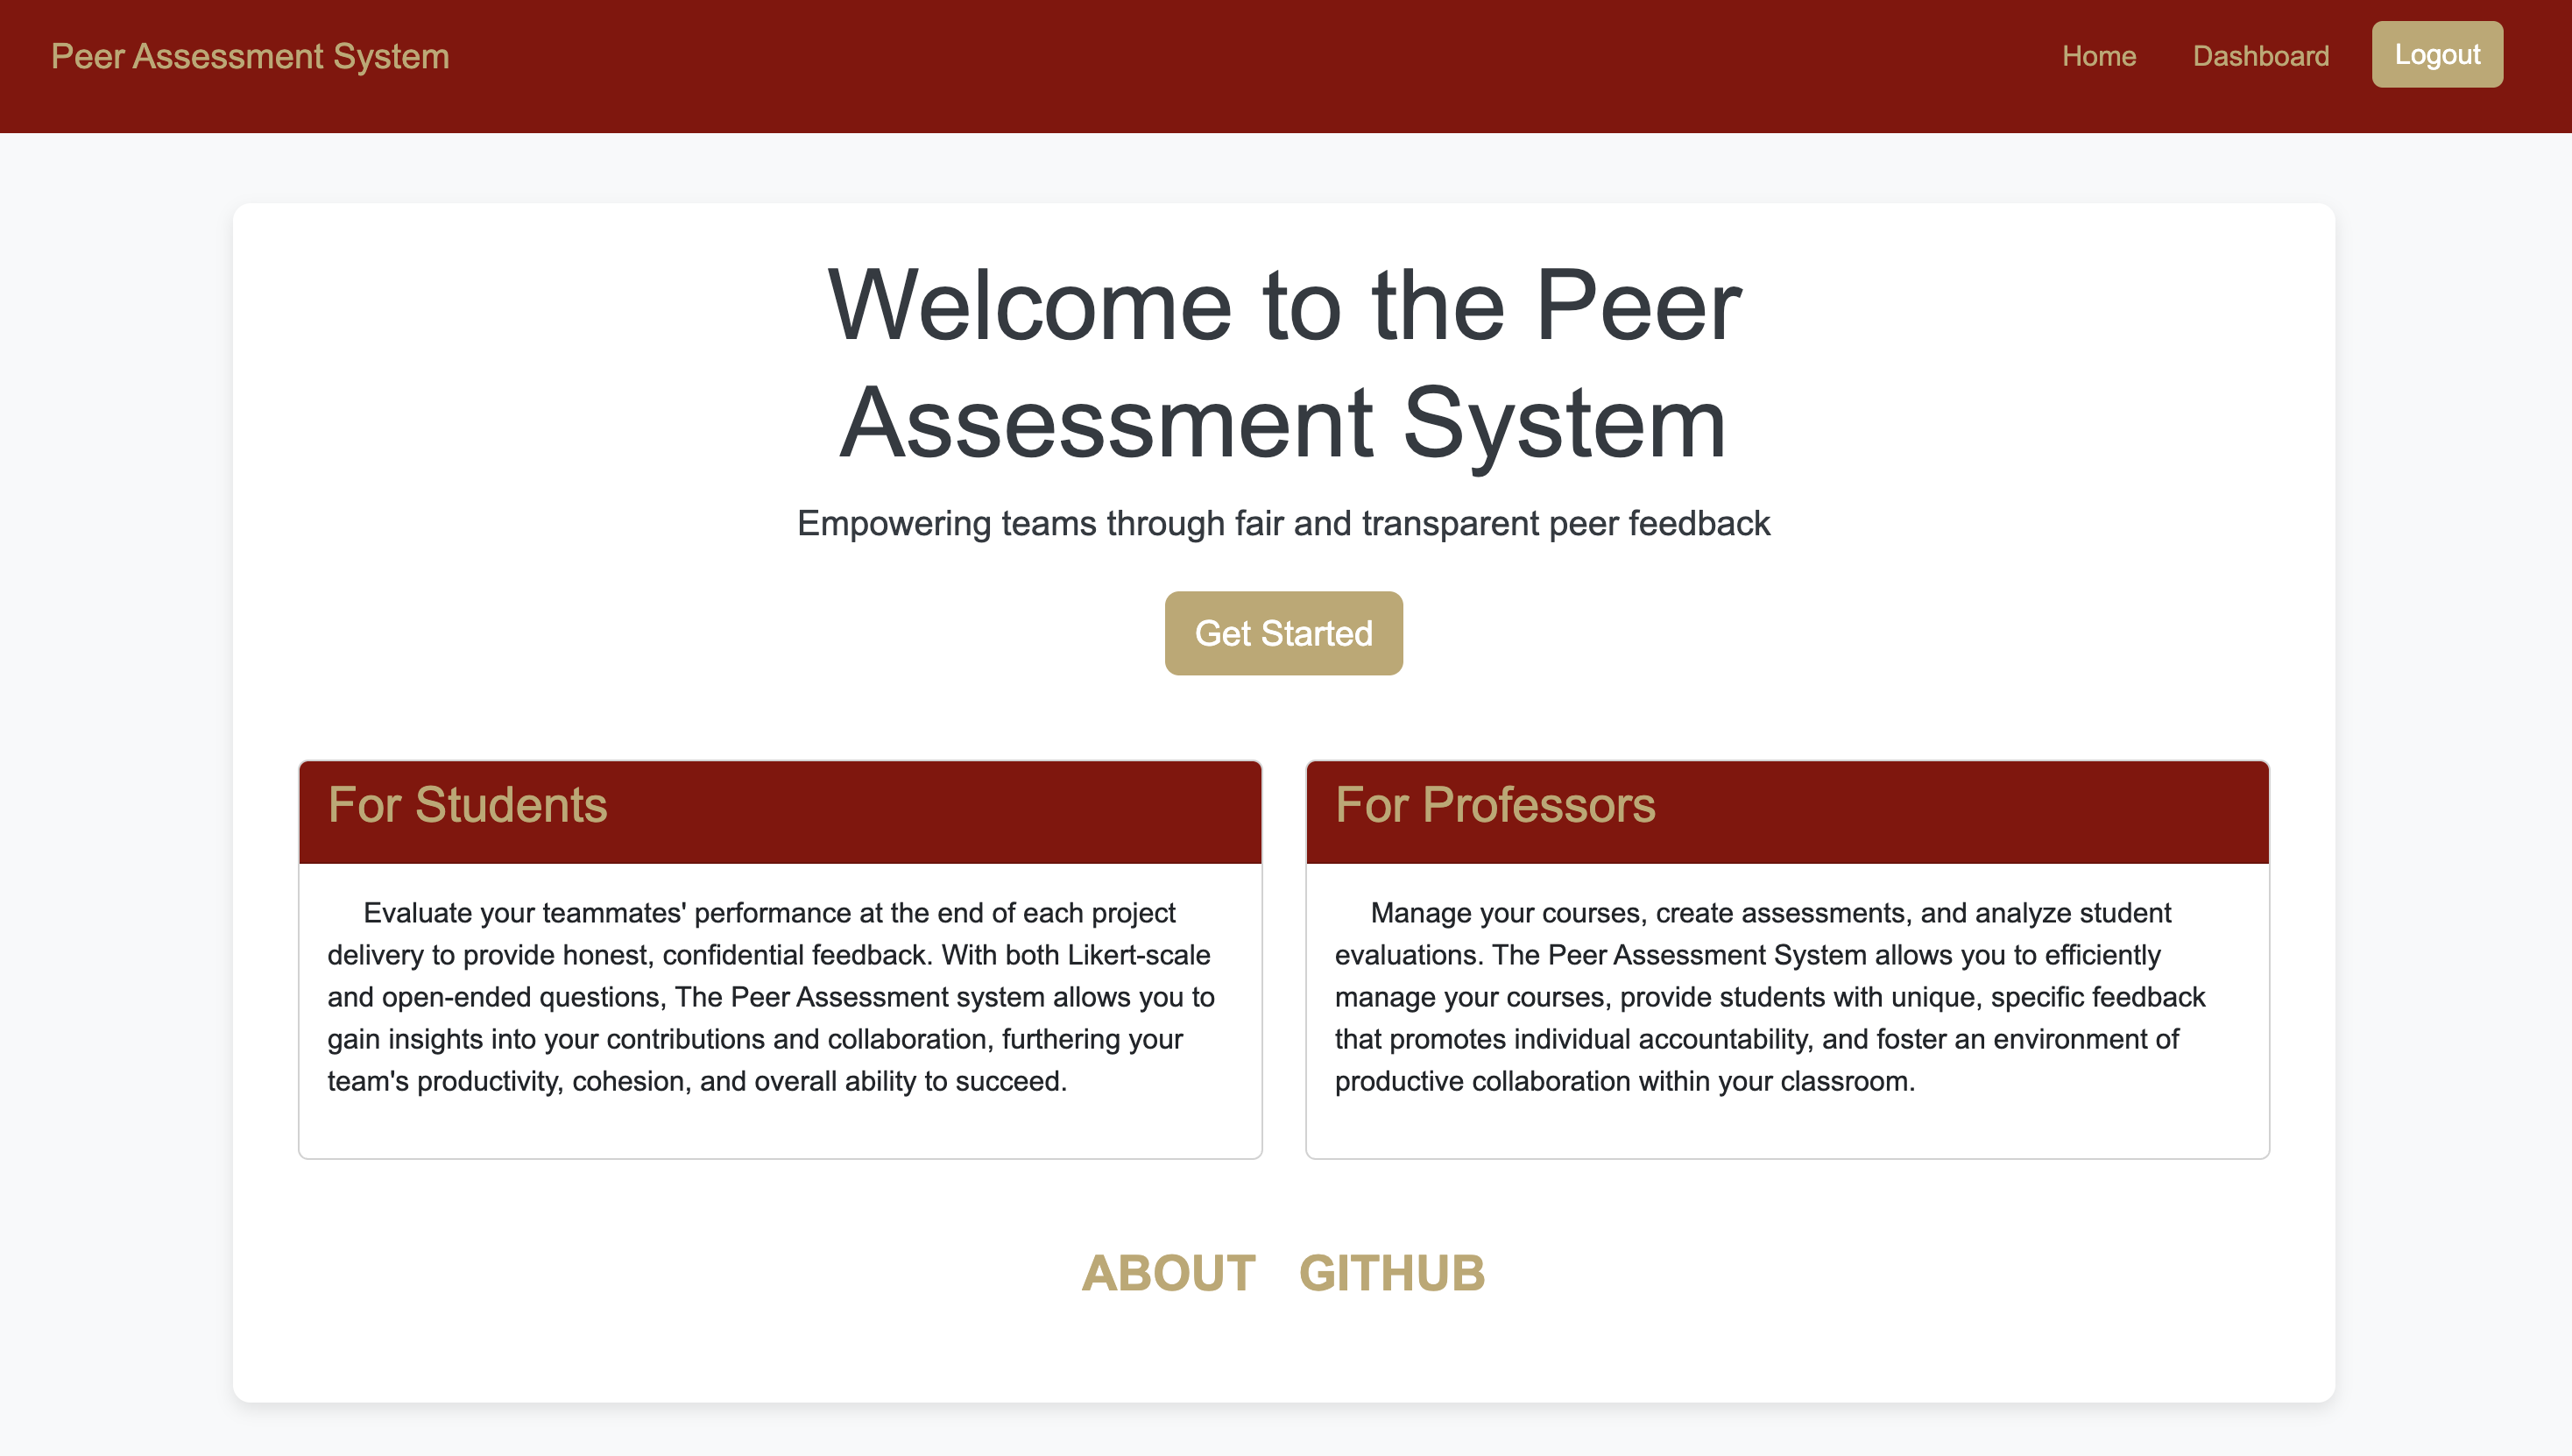 Peer Assessment System
Home
Dashboard
Logout
Welcome to the Peer
Assessment System
Empowering teams through fair and transparent peer feedback
Get Started
For Students
Evaluate your teammates' performance at the end of each project
delivery to provide honest, confidential feedback. With both Likert-scale
and open-ended questions, The Peer Assessment system allows you to
gain insights into your contributions and collaboration, furthering your
team's productivity, cohesion, and overall ability to succeed.
For Professors
Manage your courses, create assessments, and analyze student
evaluations. The Peer Assessment System allows you to efficiently
manage your courses, provide students with unique, specific feedback
that promotes individual accountability, and foster an environment of
productive collaboration within your classroom.
ABOUT
GITHUB